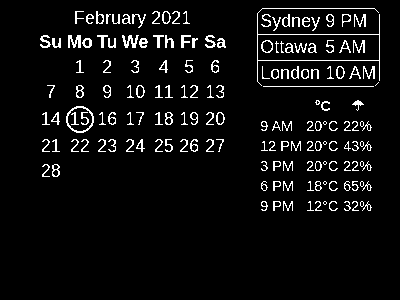 February 2021
Su Mo Tu We Th Fr Sa
1 2 3 4 5 6
7 8 9 10 11 12 13
14 15 16 17 18 19 20
21 22 23 24 25 26 27
28
Sydney 9 PM
Ottawa 5 AM
London 10 AM
°C ☂
9 AM 20°C 22%
12 PM 20°C 43%
3 PM 20°C 22%
6 PM 18°C 65%
9 PM 12°C 32%